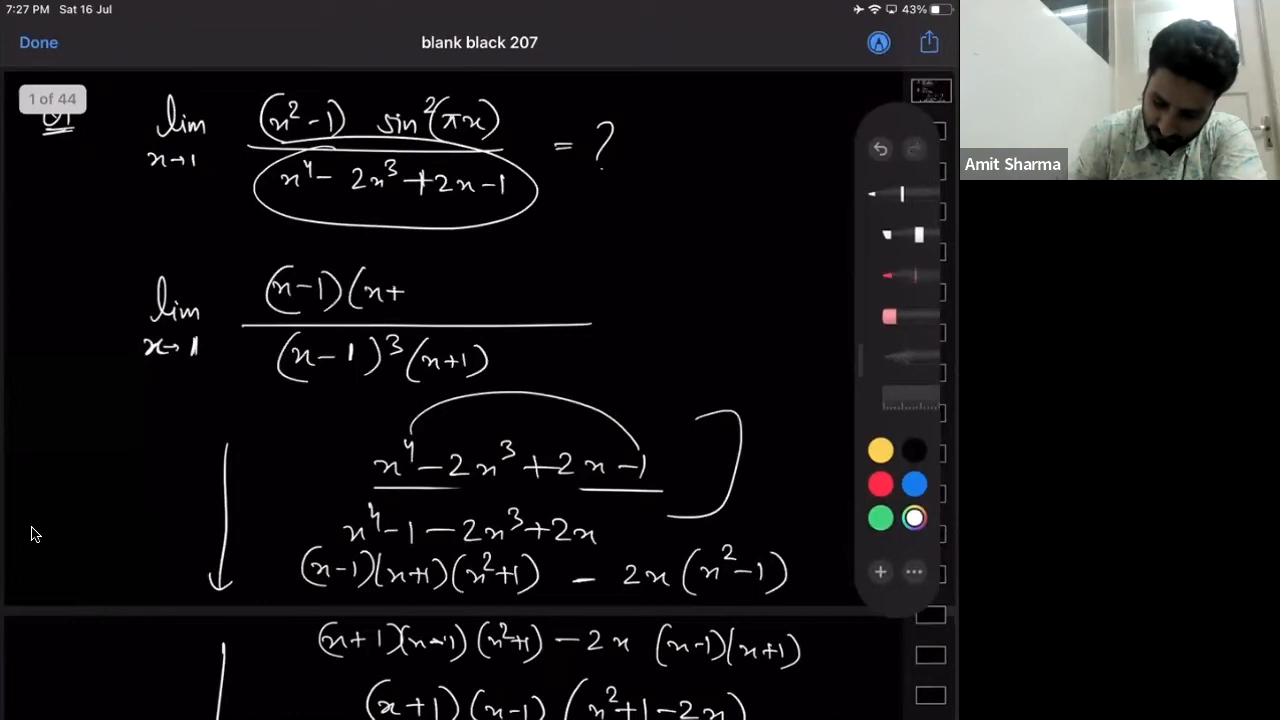 7:27 PM Sat 16 Jul
43%
Done
blank black 207
1 of 44
Q1
lim x→1 (x²-1) sin²(πx) / x⁴ - 2x³ + 2x - 1 = ?
lim x→1 (x-1)(x+ / (x-1)³(x+1)
x⁴ - 2x³ + 2x - 1
x⁴ - 1 - 2x³ + 2x
(x-1)(x+1)(x²+1) - 2x(x²-1)
(x+1)(x-1)(x²+1) - 2x (x-1)(x+1)
(x+1)(x-1)(x²+1-2x)
Amit Sharma